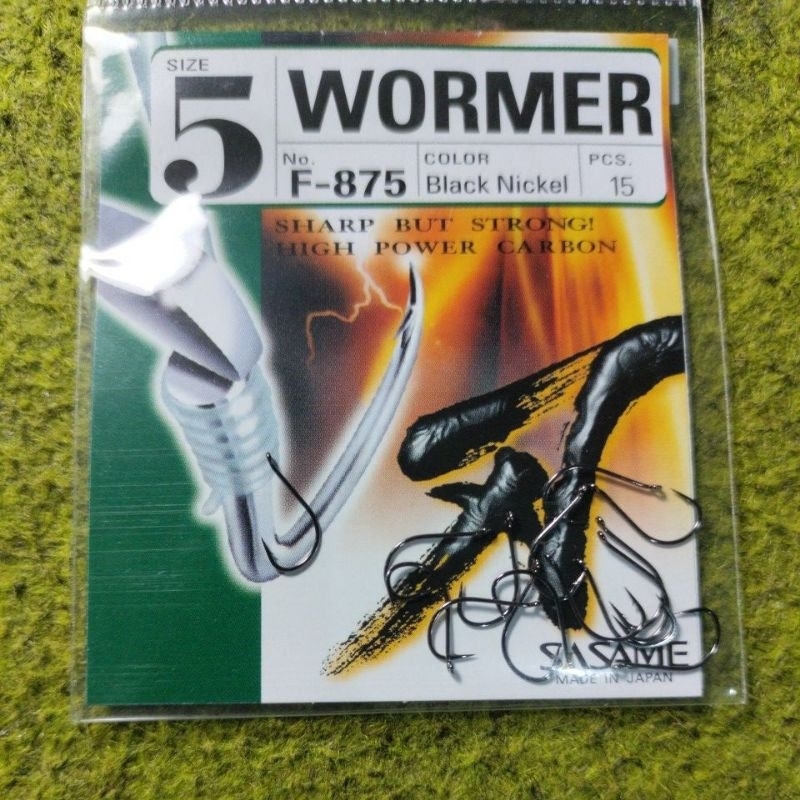 SIZE
5
WORMER
No.
F-875
COLOR
Black Nickel
PCS.
15
SHARP BUT STRONG!
HIGH POWER CARBON
SASAME
MADE IN JAPAN